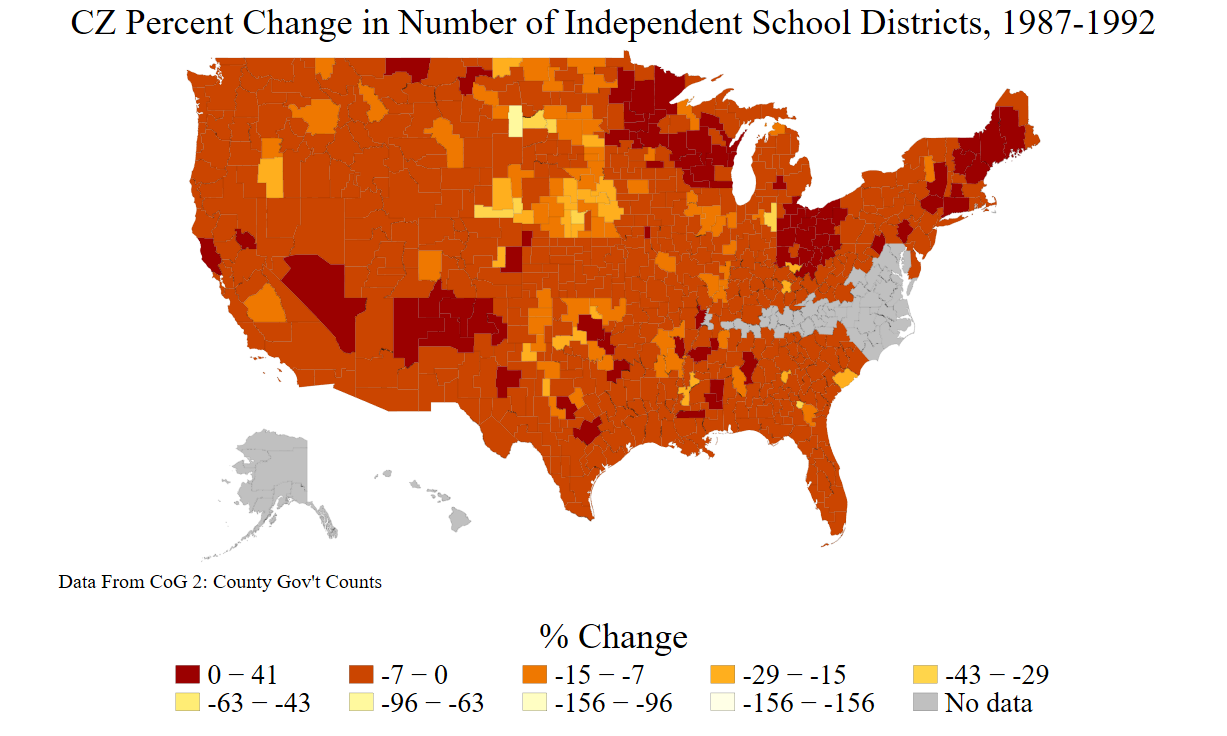 CZ Percent Change in Number of Independent School Districts, 1987-1992
Data From CoG 2: County Gov't Counts
% Change
0 − 41 -7 − 0 -15 − -7 -29 − -15 -43 − -29
-63 − -43 -96 − -63 -156 − -96 -156 − -156 No data